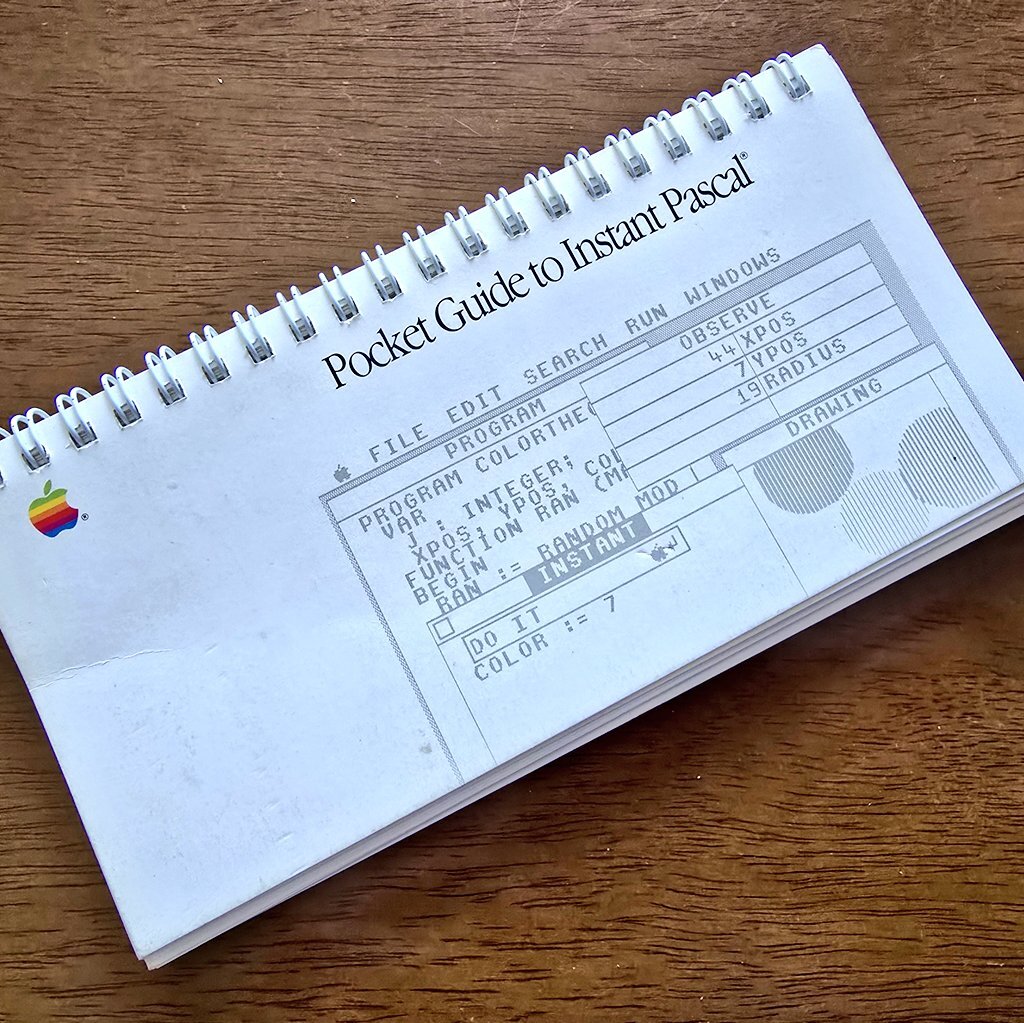 Pocket Guide to Instant Pascal®
®
FILE EDIT SEARCH RUN WINDOWS
PROGRAM
PROGRAM COLORTHE
VAR
J : INTEGER;
XPOS, YPOS,
FUNCTION RAN
BEGIN
RAN := RANDOM MOD
OBSERVE
44 XPOS
7 YPOS
19 RADIUS
DRAWING
INSTANT
DO IT
COLOR := 7